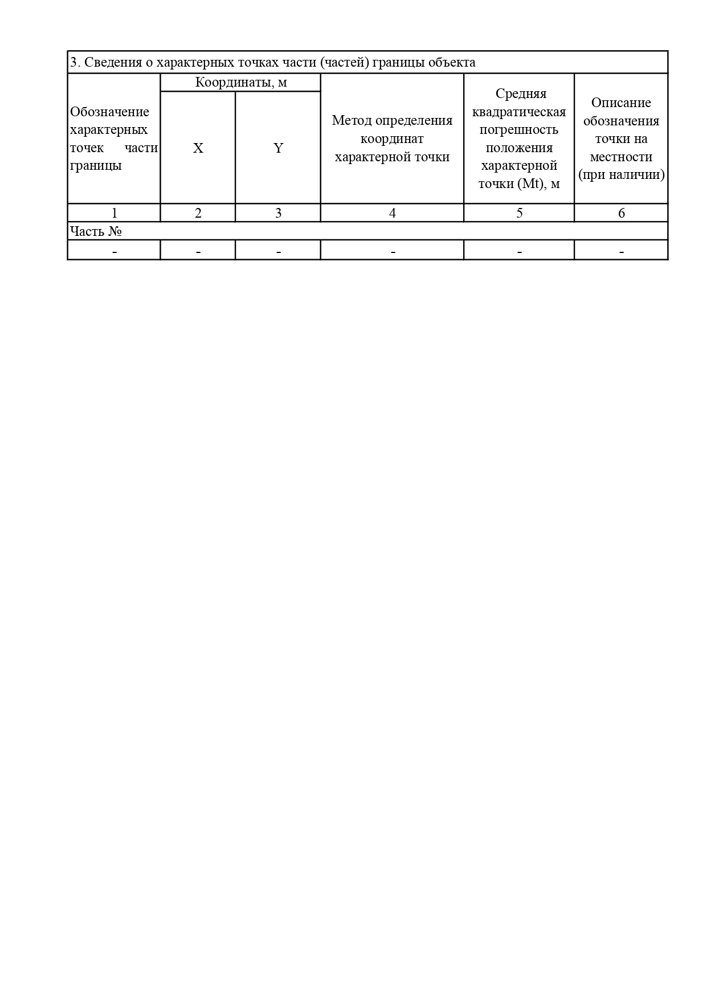 3. Сведения о характерных точках части (частей) границы объекта
Обозначение
характерных
точек части
границы
Координаты, м
X
Y
Метод определения
координат
характерной точки
Средняя
квадратическая
погрешность
положения
характерной
точки (Mt), м
Описание
обозначения
точки на
местности
(при наличии)
1 2 3 4 5 6
Часть №
- - - - - -